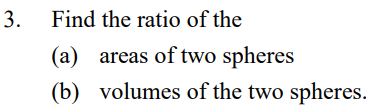 3. Find the ratio of the
(a) areas of two spheres
(b) volumes of the two spheres.